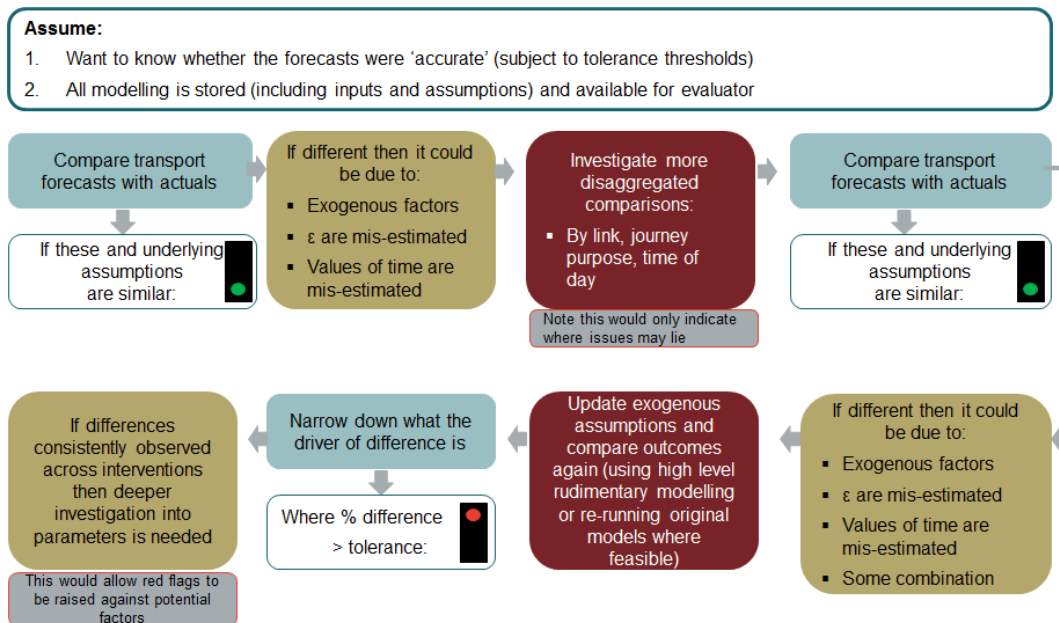 Assume:
1. Want to know whether the forecasts were ‘accurate’ (subject to tolerance thresholds)
2. All modelling is stored (including inputs and assumptions) and available for evaluator
Compare transport
forecasts with actuals
If these and underlying
assumptions
are similar:
If different then it could
be due to:
▪ Exogenous factors
▪ ε are mis-estimated
▪ Values of time are
mis-estimated
Investigate more
disaggregated
comparisons:
▪ By link, journey
purpose, time of
day
Note this would only indicate
where issues may lie
Compare transport
forecasts with actuals
If these and underlying
assumptions
are similar:
If different then it could
be due to:
▪ Exogenous factors
▪ ε are mis-estimated
▪ Values of time are
mis-estimated
▪ Some combination
Update exogenous
assumptions and
compare outcomes
again (using high level
rudimentary modelling
or re-running original
models where
feasible)
Narrow down what the
driver of difference is
Where % difference
> tolerance:
If differences
consistently observed
across interventions
then deeper
investigation into
parameters is needed
This would allow red flags to
be raised against potential
factors